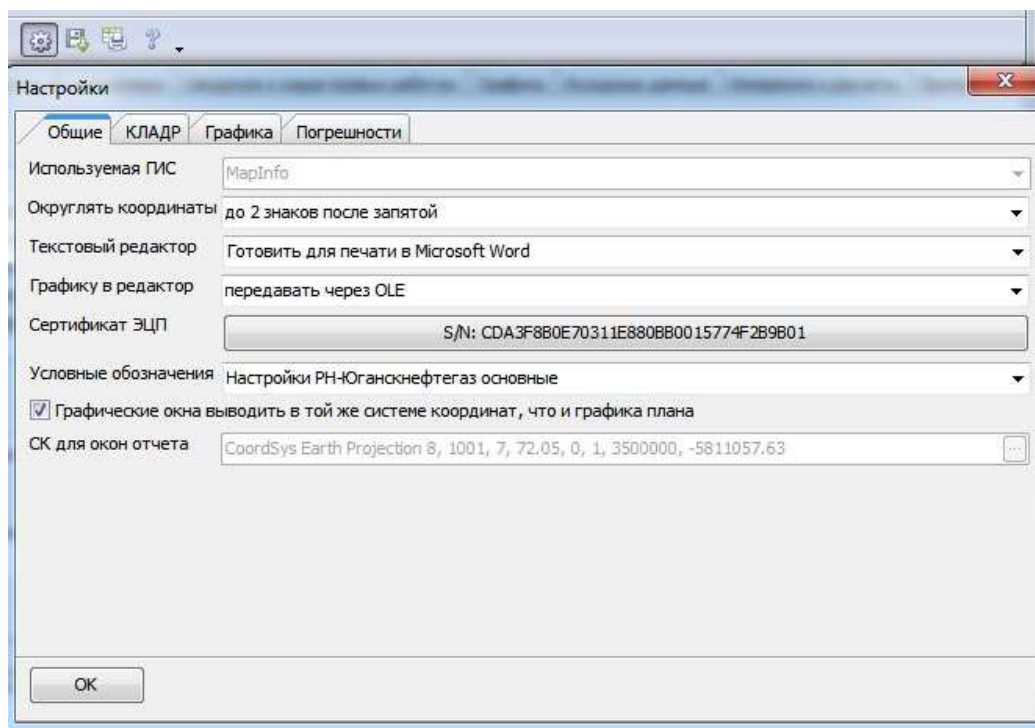 Настройки
Общие КЛАДР Графика Погрешности
Используемая ГИС MapInfo
Округлять координаты до 2 знаков после запятой
Текстовый редактор Готовить для печати в Microsoft Word
Графику в редактор передавать через OLE
Сертификат ЭЦП S/N: CDA3F8B0E70311E880BB0015774F2B9B01
Условные обозначения Настройки РН-Юганскнефтегаз основные
Графические окна выводить в той же системе координат, что и графика плана
СК для окон отчета CoordSys Earth Projection 8, 1001, 7, 72.05, 0, 1, 3500000, -5811057.63
OK